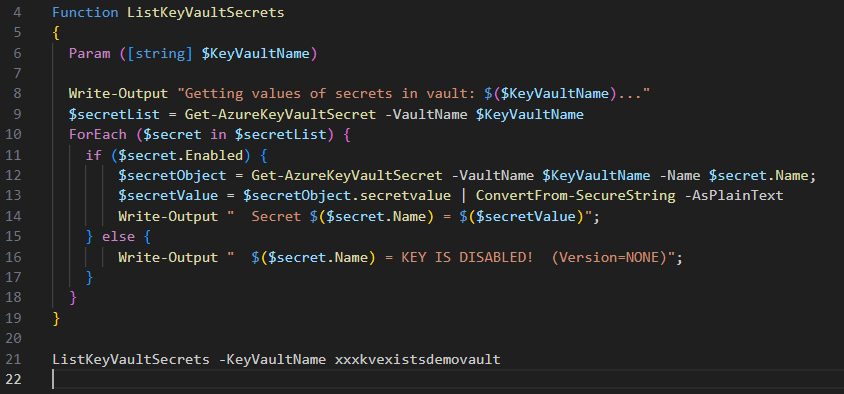 4 Function ListKeyVaultSecrets
5 {
6   Param ([string] $KeyVaultName)
7
8   Write-Output "Getting values of secrets in vault: $($KeyVaultName)..."
9   $secretList = Get-AzureKeyVaultSecret -VaultName $KeyVaultName
10   ForEach ($secret in $secretList) {
11     if ($secret.Enabled) {
12         $secretObject = Get-AzureKeyVaultSecret -VaultName $KeyVaultName -Name $secret.Name;
13         $secretValue = $secretObject.secretvalue | ConvertFrom-SecureString -AsPlainText
14         Write-Output "  Secret $($secret.Name) = $($secretValue)";
15     } else {
16         Write-Output "  $($secret.Name) = KEY IS DISABLED!  (Version=NONE)";
17     }
18   }
19 }
20
21 ListKeyVaultSecrets -KeyVaultName xxxkvexistsdemovault
22